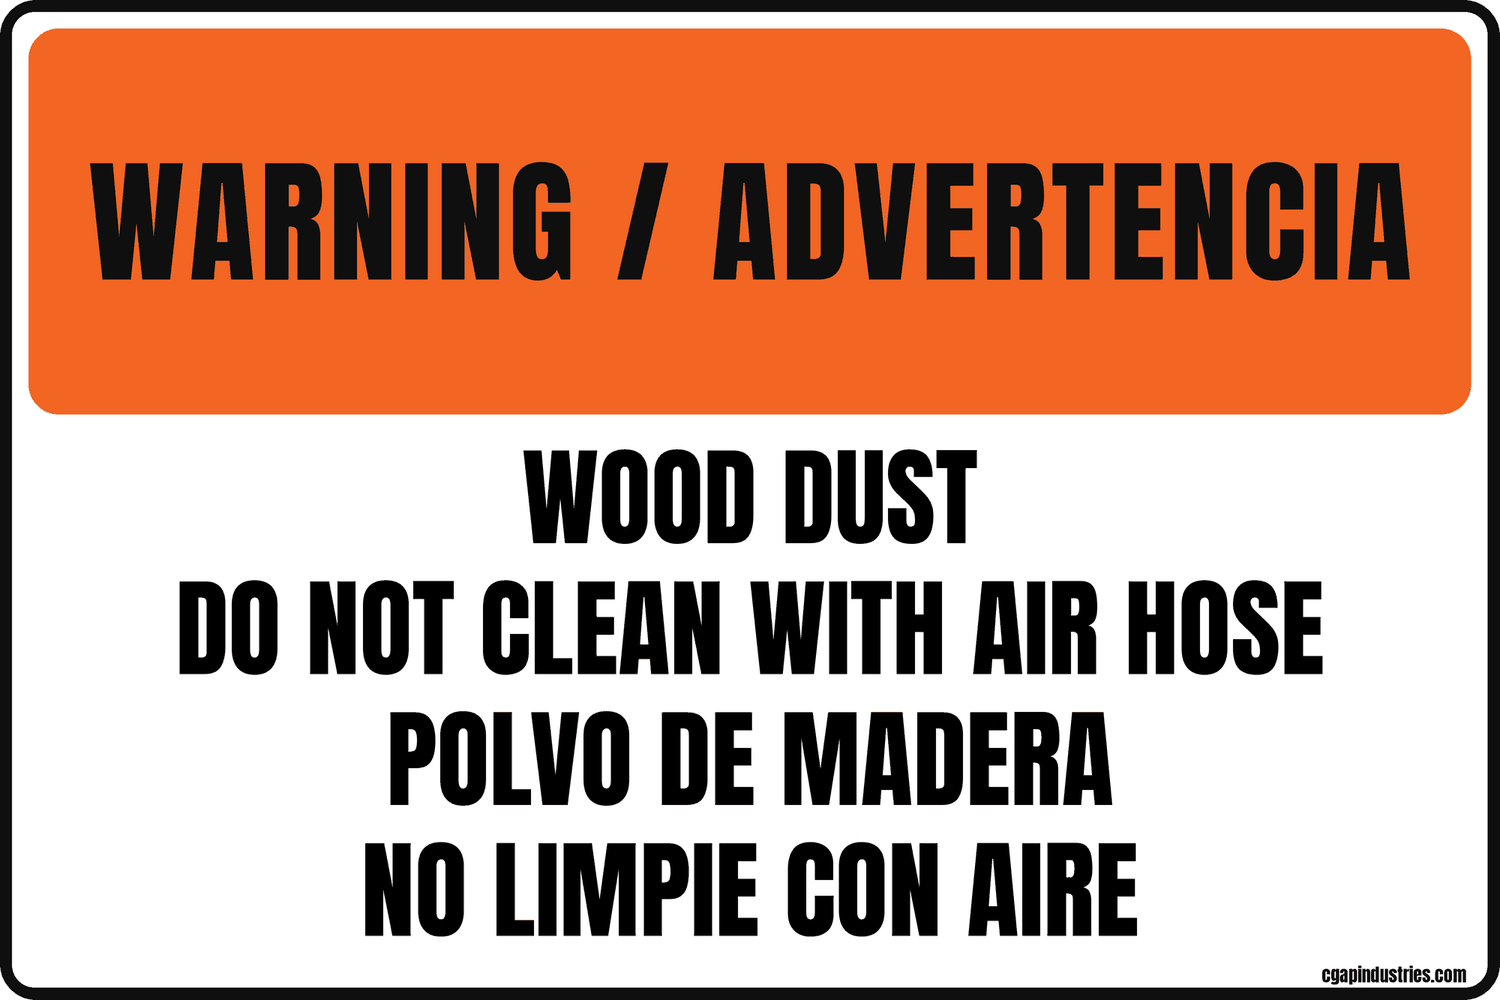 WARNING / ADVERTENCIA
WOOD DUST
DO NOT CLEAN WITH AIR HOSE
POLVO DE MADERA
NO LIMPIE CON AIRE
cgapindustries.com